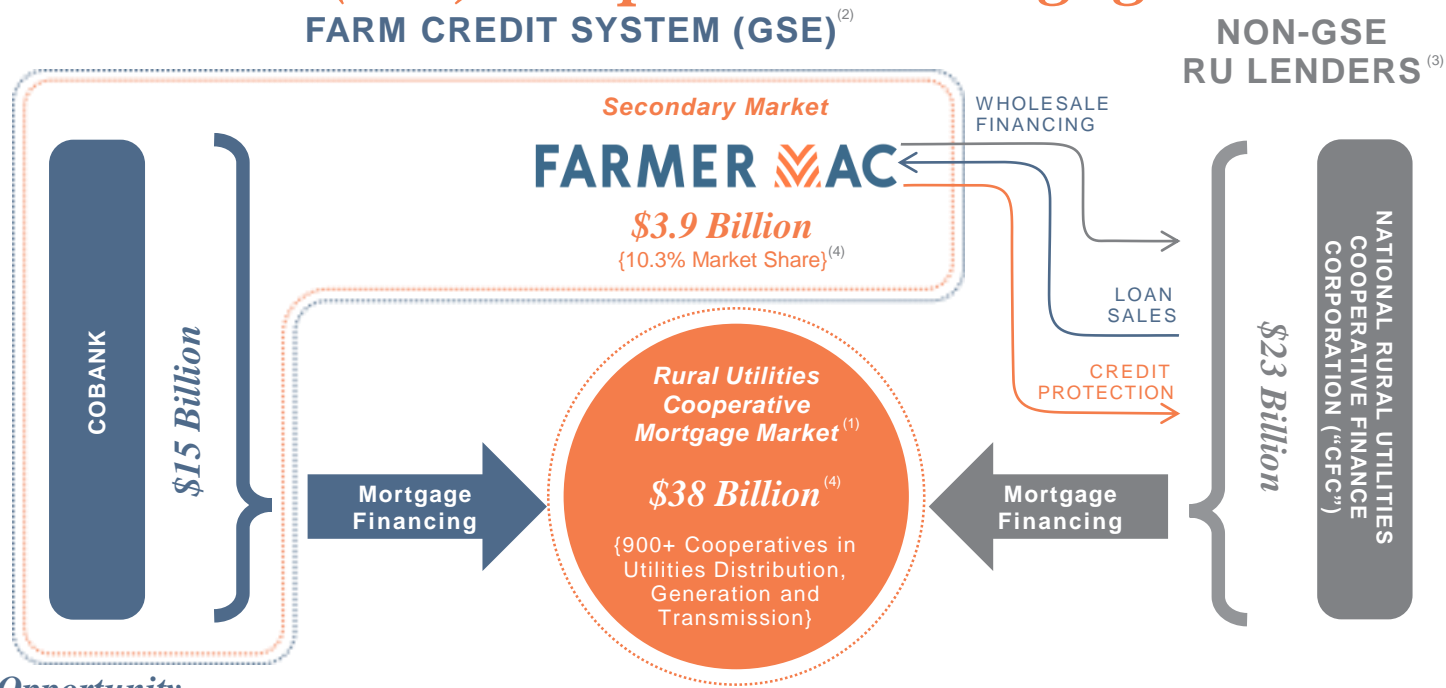 FARM CREDIT SYSTEM (GSE)(2)
NON-GSE
RU LENDERS(3)
Secondary Market
FARMER MAC
$3.9 Billion
{10.3% Market Share}(4)
WHOLESALE
FINANCING
LOAN
SALES
CREDIT
PROTECTION
COBANK
$15 Billion
Mortgage
Financing
Rural Utilities
Cooperative
Mortgage Market(1)
$38 Billion(4)
{900+ Cooperatives in
Utilities Distribution,
Generation and
Transmission}
Mortgage
Financing
$23 Billion
NATIONAL RURAL UTILITIES
COOPERATIVE FINANCE
CORPORATION (“CFC”)
Opportunity